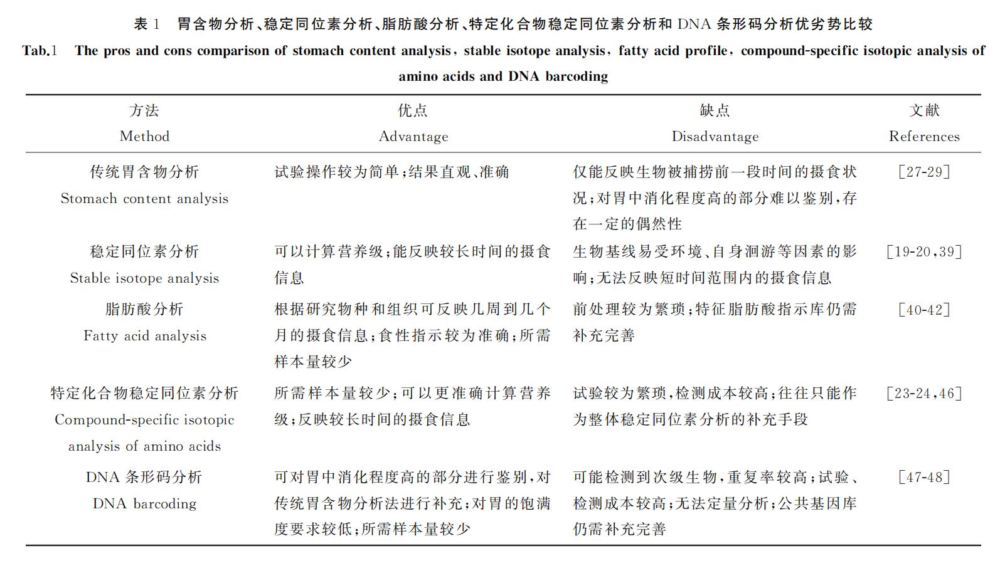 表 1 胃含物分析、稳定同位素分析、脂肪酸分析、特定化合物稳定同位素分析和 DNA 条形码分析优劣势比较
Tab.1 The pros and cons comparison of stomach content analysis, stable isotope analysis, fatty acid profile, compound-specific isotopic analysis of
amino acids and DNA barcoding
方法 优点 缺点 文献
Method Advantage Disadvantage References
传统胃含物分析 试验操作较为简单;结果直观、准确 仅能反映生物被捕捞前一段时间的摄食状 [27-29]
Stomach content analysis 况;对胃中消化程度高的部分难以鉴别,存
在一定的偶然性
稳定同位素分析 可以计算营养级;能反映较长时间的摄食 生物基线易受环境、自身洄游等因素的影 [19-20,39]
Stable isotope analysis 信息 响;无法反映短时间范围内的摄食信息
脂肪酸分析 根据研究物种和组织可反映几周到几个 前处理较为繁琐;特征脂肪酸指示库仍需 [40-42]
Fatty acid analysis 月的摄食信息;食性指示较为准确;所需 补充完善
样本量较少
特定化合物稳定同位素分析 所需样本量较少;可以更准确计算营养 试验较为繁琐,检测成本较高;往往只能作 [23-24,46]
Compound-specific isotopic 级;反映较长时间的摄食信息 为整体稳定同位素分析的补充手段
analysis of amino acids
DNA 条形码分析 可对胃中消化程度高的部分进行鉴别,对 可能检测到次级生物,重复率较高;试验、 [47-48]
DNA barcoding 传统胃含物分析法进行补充;对胃的饱满 检测成本较高;无法定量分析;公共基因库
度要求较低;所需样本量较少 仍需补充完善